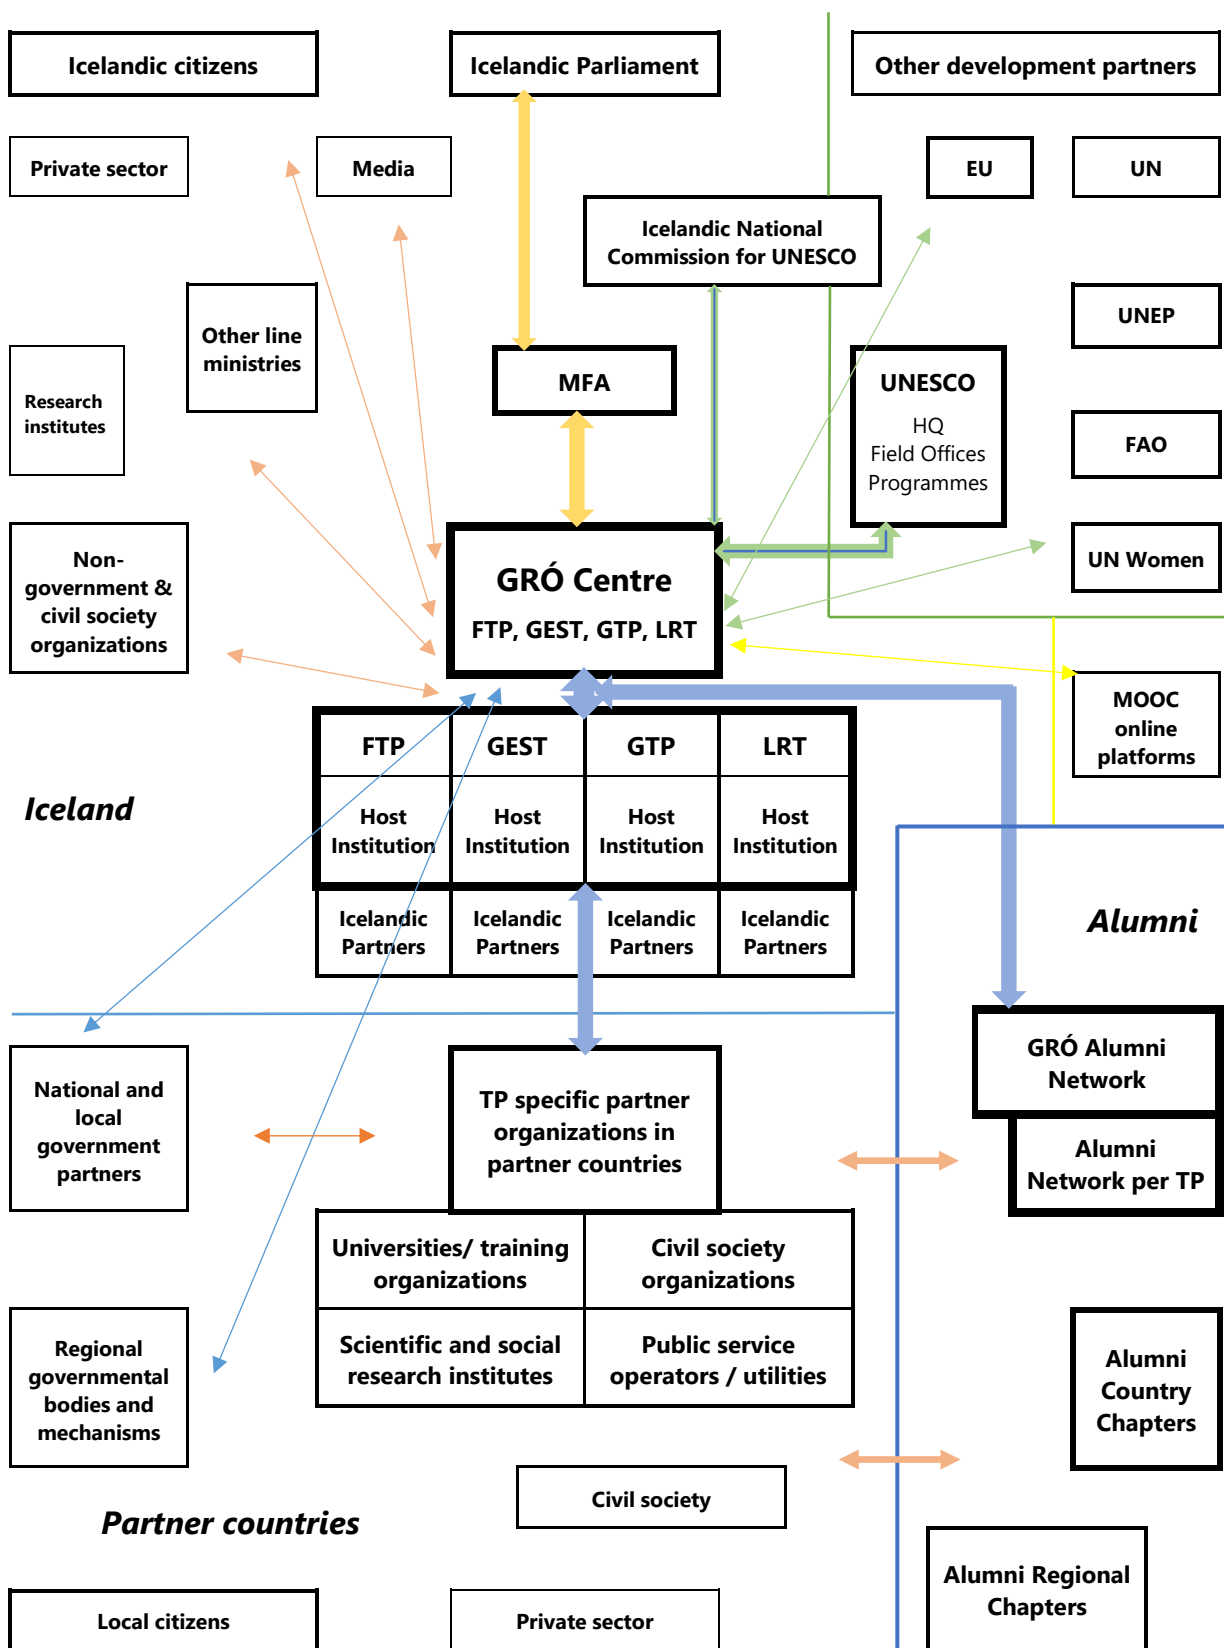 Icelandic citizens
Icelandic Parliament
Other development partners
Private sector
Media
EU
UN
Icelandic National
Commission for UNESCO
Other line
ministries
UNEP
Research
institutes
MFA
UNESCO
HQ
Field Offices
Programmes
FAO
Non-
government &
civil society
organizations
GRÓ Centre
FTP, GEST, GTP, LRT
UN Women
MOOC
online
platforms
FTP
GEST
GTP
LRT
Iceland
Host
Institution
Host
Institution
Host
Institution
Host
Institution
Icelandic
Partners
Icelandic
Partners
Icelandic
Partners
Icelandic
Partners
Alumni
National and
local
government
partners
TP specific partner
organizations in
partner countries
GRÓ Alumni
Network
Alumni
Network per TP
Universities/ training
organizations
Civil society
organizations
Scientific and social
research institutes
Public service
operators / utilities
Regional
governmental
bodies and
mechanisms
Alumni
Country
Chapters
Civil society
Partner countries
Alumni Regional
Chapters
Local citizens
Private sector